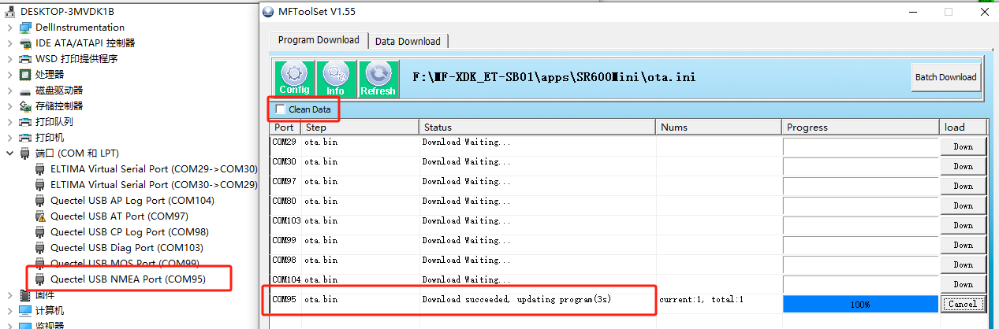 DESKTOP-3MVDK1B
DellInstrumentation
IDE ATA/ATAPI 控制器
WSD 打印提供程序
处理器
磁盘驱动器
存储控制器
打印队列
打印机
端口 (COM 和 LPT)
ELTIMA Virtual Serial Port (COM29->COM30)
ELTIMA Virtual Serial Port (COM30->COM29)
Quectel USB AP Log Port (COM104)
Quectel USB AT Port (COM97)
Quectel USB CP Log Port (COM98)
Quectel USB Diag Port (COM103)
Quectel USB MOS Port (COM99)
Quectel USB NMEA Port (COM95)
固件
计算机
监视器
MFToolSet V1.55
Program Download Data Download
Config Info Refresh F:\MF-XDK_ET-SB01\apps\SR600Mini\ota.ini Batch Download
Clean Data
Port Step Status Nums Progress load
COM29 ota.bin Download Waiting... Down
COM30 ota.bin Download Waiting... Down
COM97 ota.bin Download Waiting... Down
COM80 ota.bin Download Waiting... Down
COM103 ota.bin Download Waiting... Down
COM99 ota.bin Download Waiting... Down
COM98 ota.bin Download Waiting... Down
COM104 ota.bin Download Waiting... Down
COM95 ota.bin Download succeeded, updating program(3s) current:1, total:1 100% Cancel